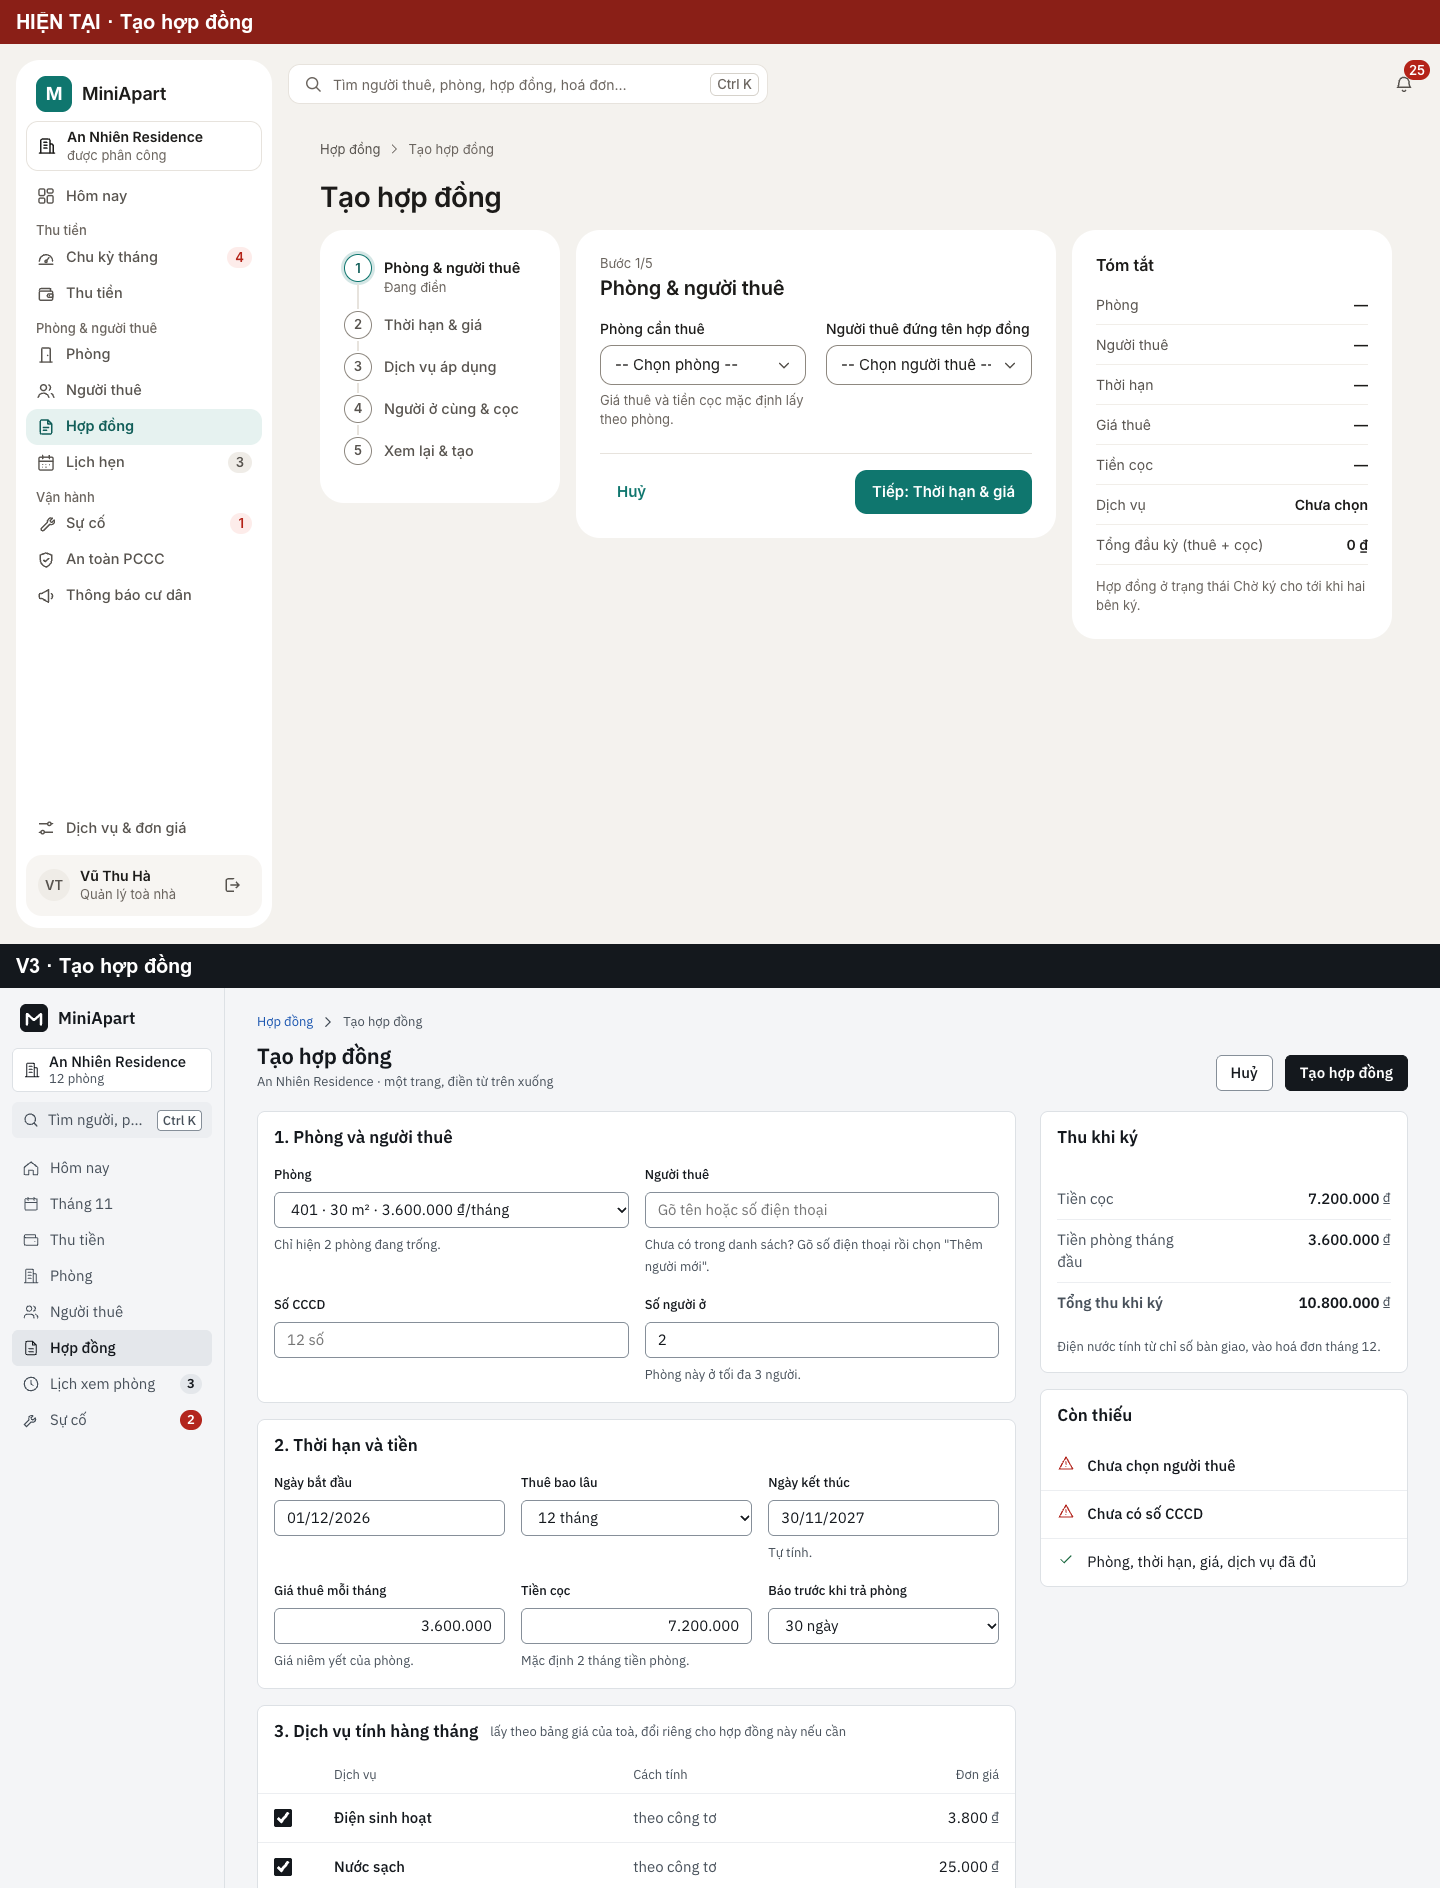 HIỆN TẠI · Tạo hợp đồng
M MiniApart
An Nhiên Residence
được phân công
Hôm nay
Thu tiền
Chu kỳ tháng 4
Thu tiền
Phòng & người thuê
Phòng
Người thuê
Hợp đồng
Lịch hẹn 3
Vận hành
Sự cố 1
An toàn PCCC
Thông báo cư dân
Dịch vụ & đơn giá
VT Vũ Thu Hà
Quản lý toà nhà
Tìm người thuê, phòng, hợp đồng, hoá đơn... Ctrl K
25
Hợp đồng > Tạo hợp đồng
Tạo hợp đồng
1 Phòng & người thuê
Đang điền
2 Thời hạn & giá
3 Dịch vụ áp dụng
4 Người ở cùng & cọc
5 Xem lại & tạo
Bước 1/5
Phòng & người thuê
Phòng cần thuê
-- Chọn phòng --
Giá thuê và tiền cọc mặc định lấy
theo phòng.
Người thuê đứng tên hợp đồng
-- Chọn người thuê --
Huỷ
Tiếp: Thời hạn & giá
Tóm tắt
Phòng —
Người thuê —
Thời hạn —
Giá thuê —
Tiền cọc —
Dịch vụ Chưa chọn
Tổng đầu kỳ (thuê + cọc) 0 ₫
Hợp đồng ở trạng thái Chờ ký cho tới khi hai
bên ký.
V3 · Tạo hợp đồng
M MiniApart
An Nhiên Residence
12 phòng
Tìm người, p... Ctrl K
Hôm nay
Tháng 11
Thu tiền
Phòng
Người thuê
Hợp đồng
Lịch xem phòng 3
Sự cố 2
Hợp đồng > Tạo hợp đồng
Tạo hợp đồng
An Nhiên Residence · một trang, điền từ trên xuống
Huỷ
Tạo hợp đồng
1. Phòng và người thuê
Phòng
401 · 30 m² · 3.600.000 ₫/tháng
Chỉ hiện 2 phòng đang trống.
Người thuê
Gõ tên hoặc số điện thoại
Chưa có trong danh sách? Gõ số điện thoại rồi chọn "Thêm
người mới".
Số CCCD
12 số
Số người ở
2
Phòng này ở tối đa 3 người.
2. Thời hạn và tiền
Ngày bắt đầu
01/12/2026
Thuê bao lâu
12 tháng
Ngày kết thúc
30/11/2027
Tự tính.
Giá thuê mỗi tháng
3.600.000
Giá niêm yết của phòng.
Tiền cọc
7.200.000
Mặc định 2 tháng tiền phòng.
Báo trước khi trả phòng
30 ngày
3. Dịch vụ tính hàng tháng lấy theo bảng giá của toà, đổi riêng cho hợp đồng này nếu cần
Dịch vụ Cách tính Đơn giá
Điện sinh hoạt theo công tơ 3.800 ₫
Nước sạch theo công tơ 25.000 ₫
Thu khi ký
Tiền cọc 7.200.000 ₫
Tiền phòng tháng
đầu 3.600.000 ₫
Tổng thu khi ký 10.800.000 ₫
Điện nước tính từ chỉ số bàn giao, vào hoá đơn tháng 12.
Còn thiếu
Chưa chọn người thuê
Chưa có số CCCD
Phòng, thời hạn, giá, dịch vụ đã đủ